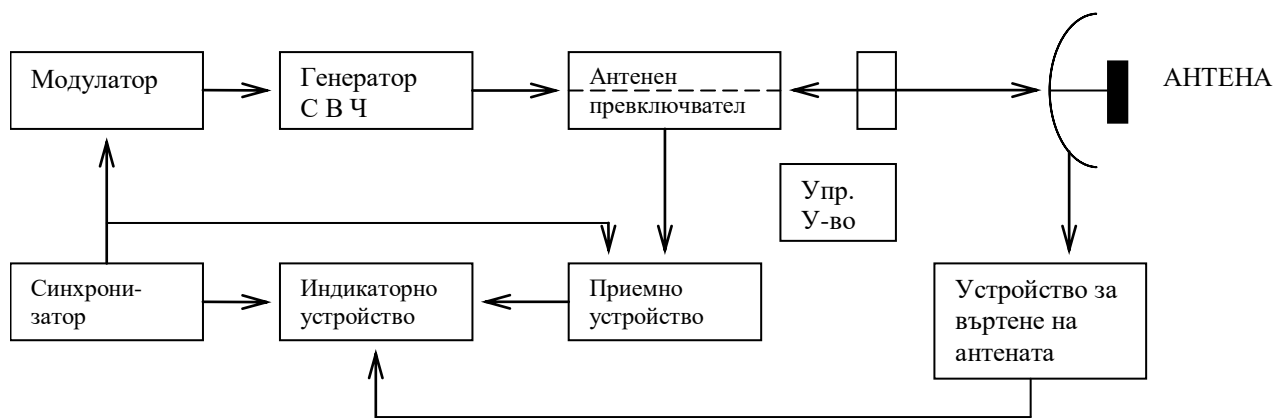 Модулатор
Генератор
С В Ч
Антенен
превключвател
АНТЕНА
Упр.
У-во
Синхрони-
затор
Индикаторно
устройство
Приемно
устройство
Устройство за
въртене на
антената